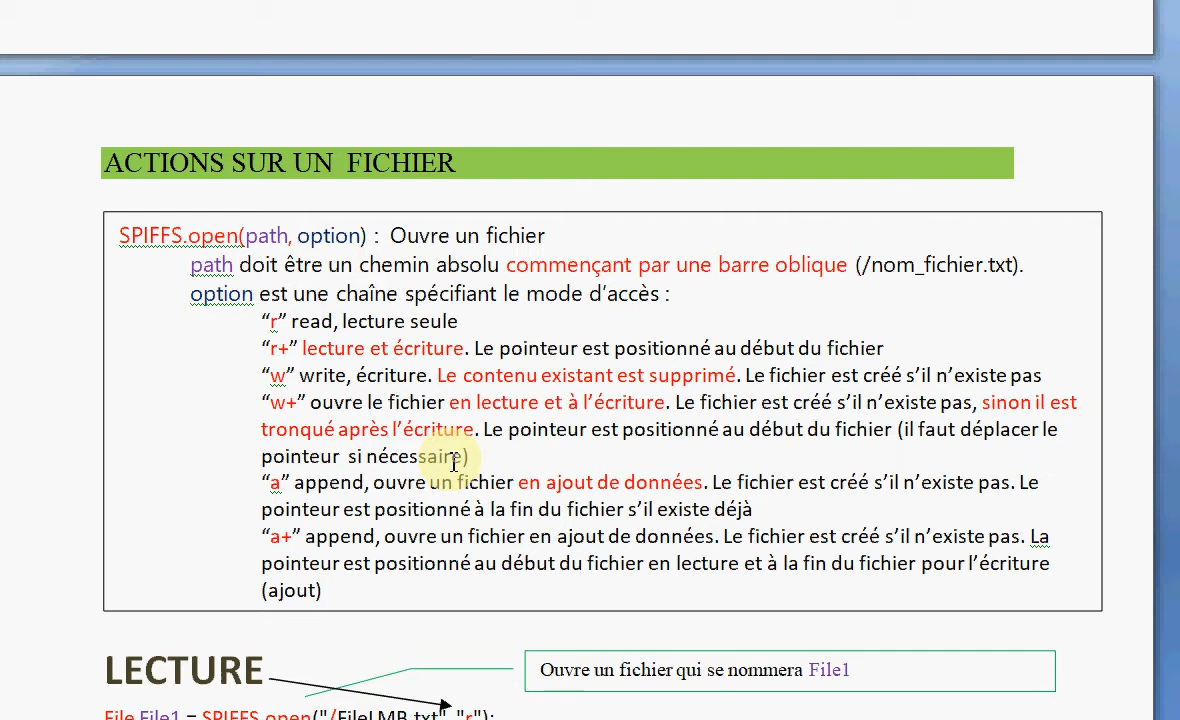 ACTIONS SUR UN FICHIER
SPIFFS.open(path, option) : Ouvre un fichier
path doit être un chemin absolu commençant par une barre oblique (/nom_fichier.txt).
option est une chaîne spécifiant le mode d’accès :
“r” read, lecture seule
“r+” lecture et écriture. Le pointeur est positionné au début du fichier
“w” write, écriture. Le contenu existant est supprimé. Le fichier est créé s’il n’existe pas
“w+” ouvre le fichier en lecture et à l’écriture. Le fichier est créé s’il n’existe pas, sinon il est
tronqué après l’écriture. Le pointeur est positionné au début du fichier (il faut déplacer le
pointeur si nécessaire)
“a” append, ouvre un fichier en ajout de données. Le fichier est créé s’il n’existe pas. Le
pointeur est positionné à la fin du fichier s’il existe déjà
“a+” append, ouvre un fichier en ajout de données. Le fichier est créé s’il n’existe pas. La
pointeur est positionné au début du fichier en lecture et à la fin du fichier pour l’écriture
(ajout)
LECTURE
Ouvre un fichier qui se nommera File1
File File1 = SPIFFS.open("/FileLMB.txt", "r");